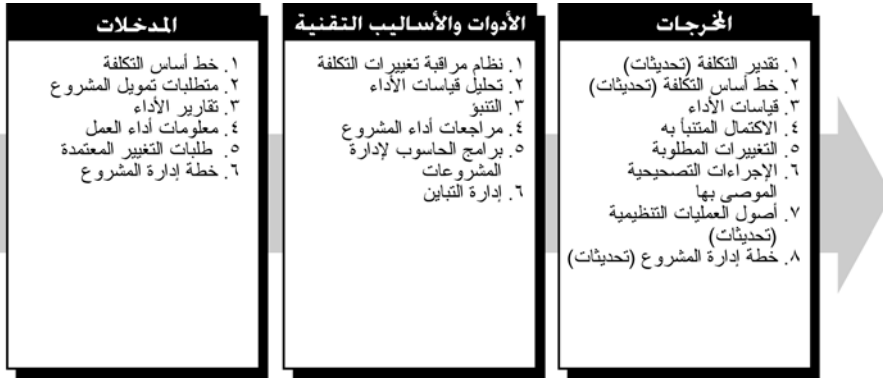 المدخلات
١. خط أساس التكلفة
٢. متطلبات تمويل المشروع
٣. تقارير الأداء
٤. معلومات أداء العمل
٥. طلبات التغيير المعتمدة
٦. خطة إدارة المشروع
الأدوات والأساليب التقنية
١. نظام مراقبة تغييرات التكلفة
٢. تحليل قياسات الأداء
٣. التنبؤ
٤. مراجعات أداء المشروع
٥. برامج الحاسوب لإدارة
المشروعات
٦. إدارة التباين
المخرجات
١. تقدير التكلفة (تحديثات)
٢. خط أساس التكلفة (تحديثات)
٣. قياسات الأداء
٤. الاكتمال المتنبأ به
٥. التغييرات المطلوبة
٦. الإجراءات التصحيحية
الموصى بها
٧. أصول العمليات التنظيمية
(تحديثات)
٨. خطة إدارة المشروع (تحديثات)